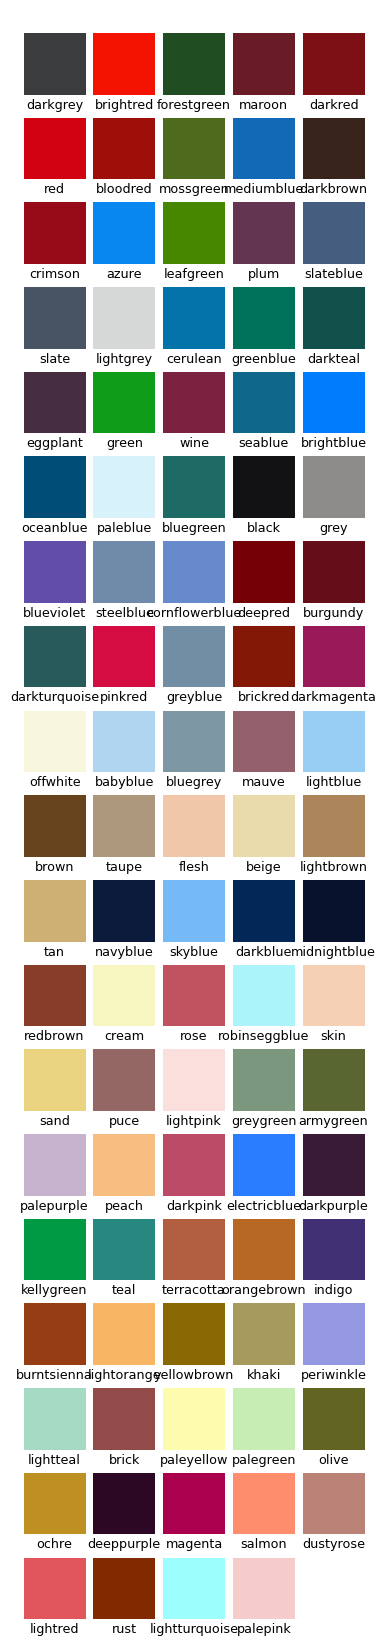 darkgrey brightred forestgreen maroon darkred
red bloodred mossgreen mediumblue darkbrown
crimson azure leafgreen plum slateblue
slate lightgrey cerulean greenblue darkteal
eggplant green wine seablue brightblue
oceanblue paleblue bluegreen black grey
blueviolet steelblue cornflowerblue deepred burgundy
darkturquoise pinkred greyblue brickred darkmagenta
offwhite babyblue bluegrey mauve lightblue
brown taupe flesh beige lightbrown
tan navyblue skyblue darkblue midnightblue
redbrown cream rose robinseggblue skin
sand puce lightpink greygreen armygreen
palepurple peach darkpink electricblue darkpurple
kellygreen teal terracotta orangebrown indigo
burntsienna lightorange yellowbrown khaki periwinkle
lightteal brick paleyellow palegreen olive
ochre deeppurple magenta salmon dustyrose
lightred rust lightturquoise palepink